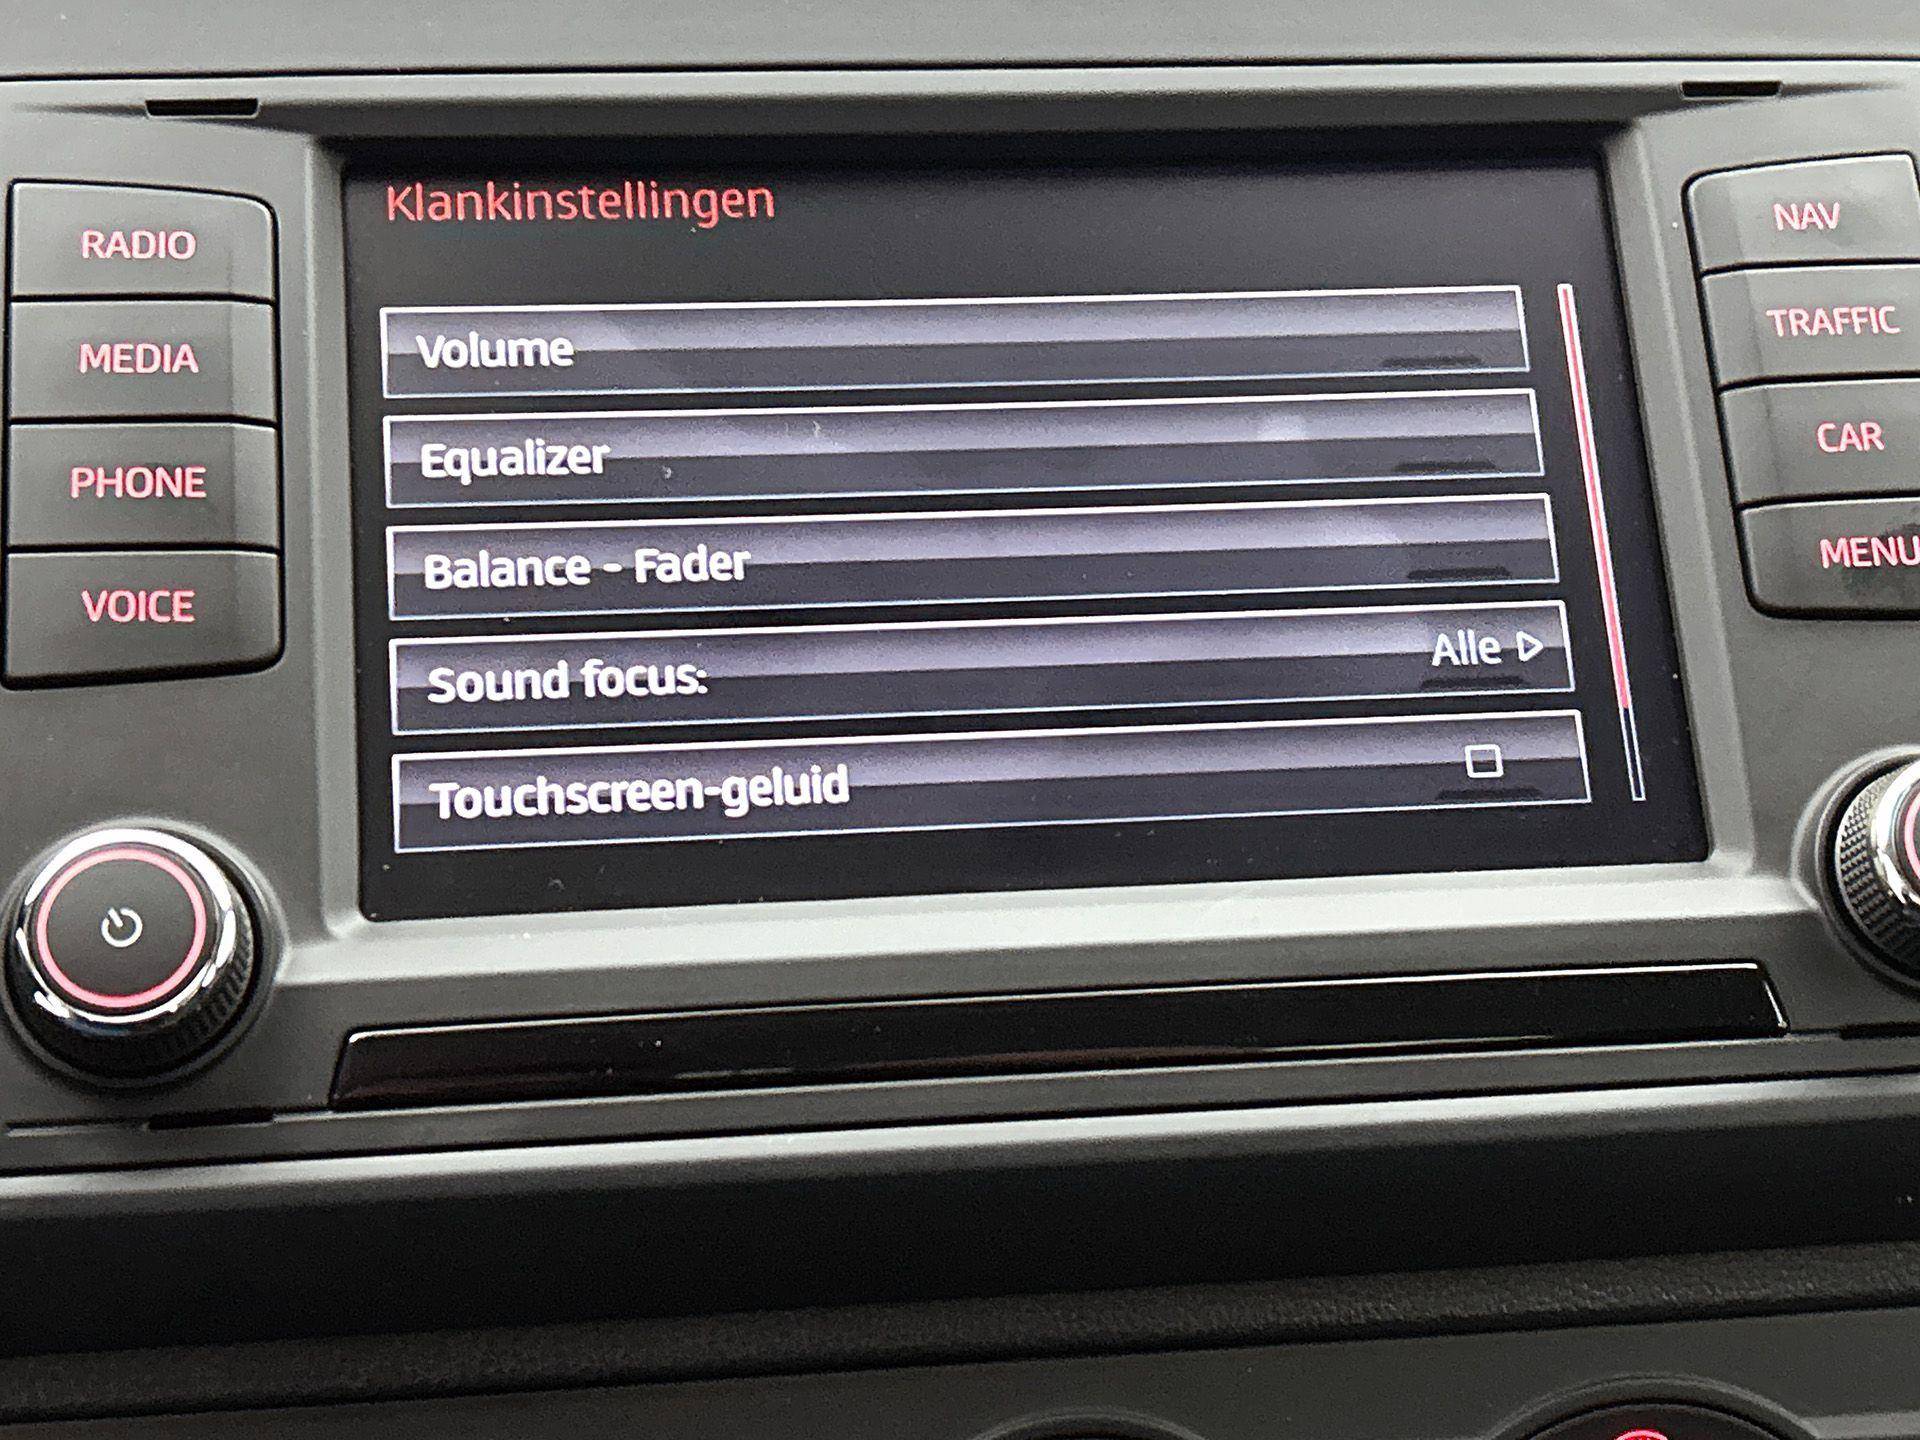 RADIO
MEDIA
PHONE
VOICE
Klankinstellingen
Volume
Equalizer
Balance - Fader
Sound focus:
Alle
Touchscreen-geluid
NAV
TRAFFIC
CAR
MENU